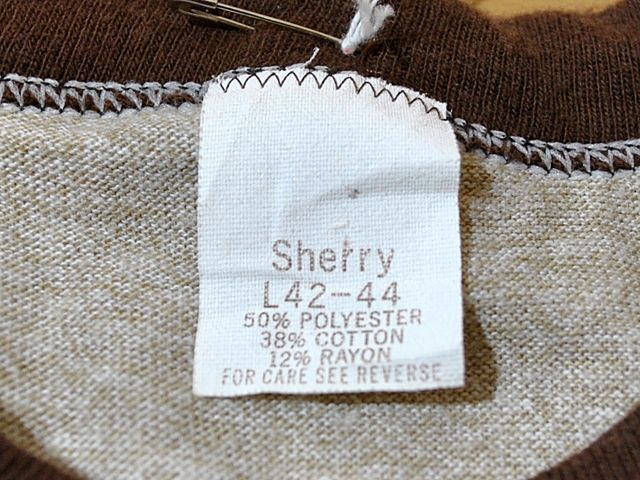 Sherry
L42-44
50% POLYESTER
38% COTTON
12% RAYON
FOR CARE SEE REVERSE